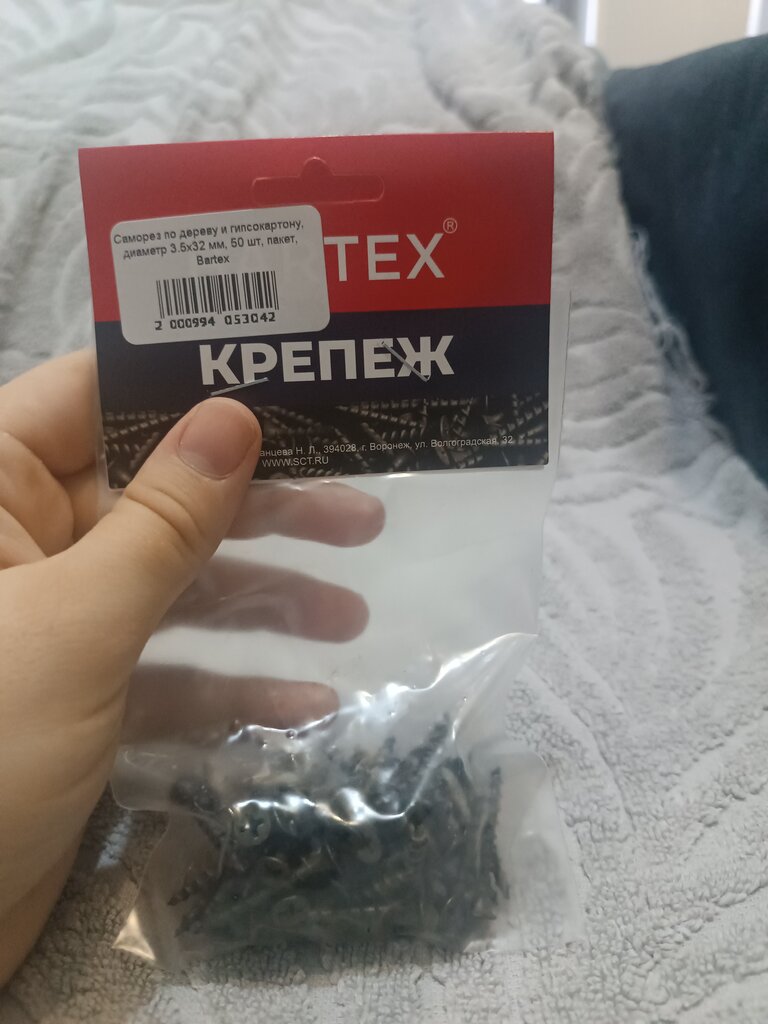 Саморез по дереву и гипсокартону,
диаметр 3.5x32 мм, 50 шт, пакет,
Bartex
2 000994 053042
TEX®
КРЕПЕЖ
Н. Л., 394028, г. Воронеж, ул. Волгоградская, 32
WWW.SCT.RU